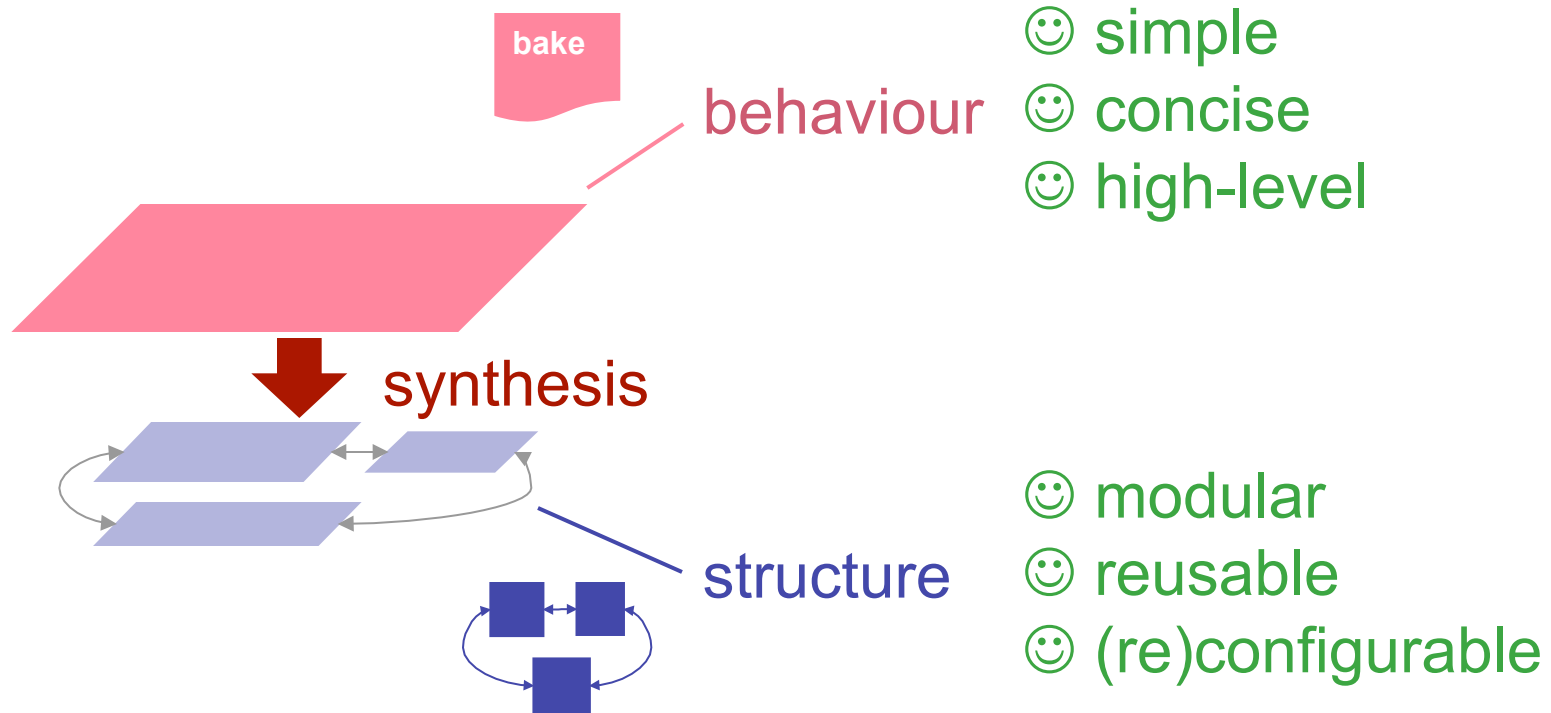 bake
behaviour
☺ simple
☺ concise
☺ high-level
synthesis
structure
☺ modular
☺ reusable
☺ (re)configurable